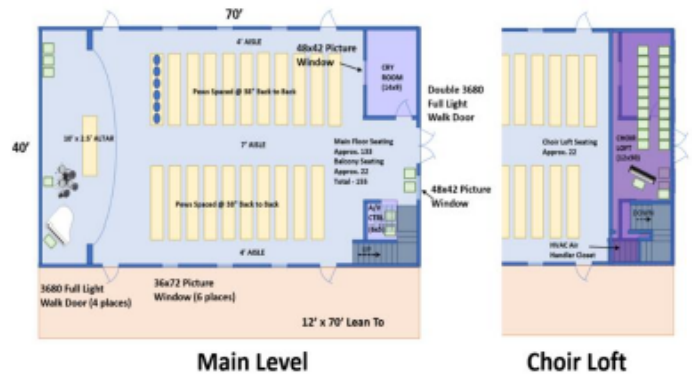 70'
40'
4' AISLE
48x42 Picture
Window
CRY
ROOM
(14x9)
Pews Spaced @ 36" Back to Back
Double 3680
Full Light
Walk Door
10' x 2.5' ALTAR
7' AISLE
Main Floor Seating
Approx. 133
Balcony Seating
Approx. 22
Total - 155
48x42 Picture
Window
Pews Spaced @ 36" Back to Back
A/V
CTRL
UP
4' AISLE
3680 Full Light
Walk Door (4 places)
36x72 Picture
Window (6 places)
12' x 70' Lean To
Main Level
Choir Loft Seating
Approx. 22
CHOIR
LOFT
DOWN
HVAC Air
Handler Closet
Choir Loft